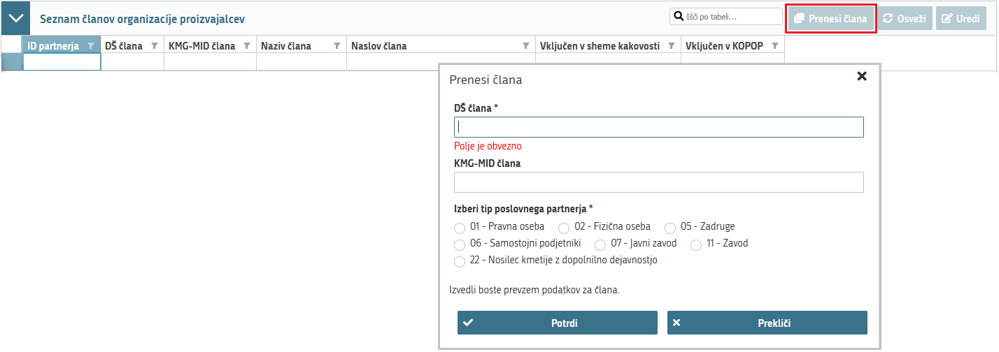 Seznam članov organizacije proizvajalcev
Išči po tabeli... Prenesi člana Osveži Uredi
ID partnerja DŠ člana KMG-MID člana Naziv člana Naslov člana Vključen v sheme kakovosti Vključen v KOPOP
Prenesi člana
DŠ člana *
Polje je obvezno
KMG-MID člana
Izberi tip poslovnega partnerja *
01 - Pravna oseba 02 - Fizična oseba 05 - Zadruge
06 - Samostojni podjetniki 07 - Javni zavod 11 - Zavod
22 - Nosilec kmetije z dopolnilno dejavnostjo
Izvedli boste prevzem podatkov za člana.
Potrdi Prekliči